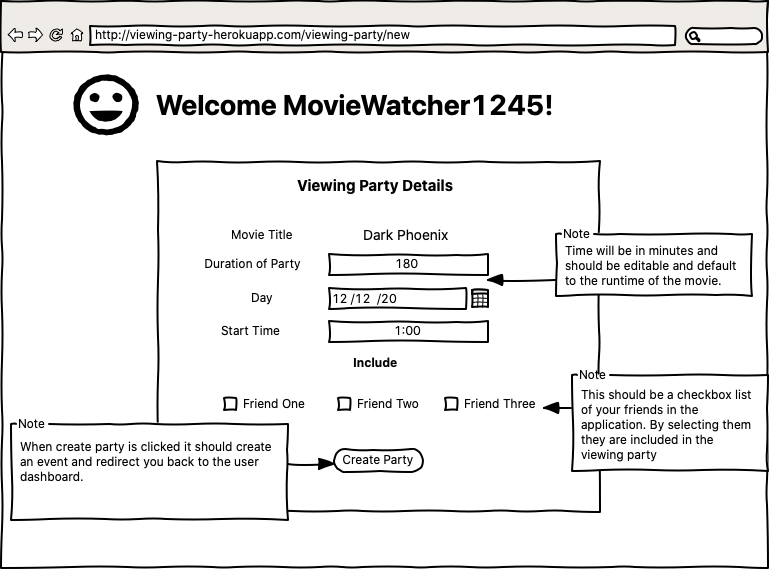 http://viewing-party-herokuapp.com/viewing-party/new
Welcome MovieWatcher1245!
Viewing Party Details
Movie Title Dark Phoenix
Duration of Party 180
Day 12 /12 /20
Start Time 1:00
Note
Time will be in minutes and
should be editable and default
to the runtime of the movie.
Include
Friend One Friend Two Friend Three
Note
This should be a checkbox list
of your friends in the
application. By selecting them
they are included in the
viewing party
Note
When create party is clicked it should create
an event and redirect you back to the user
dashboard.
Create Party